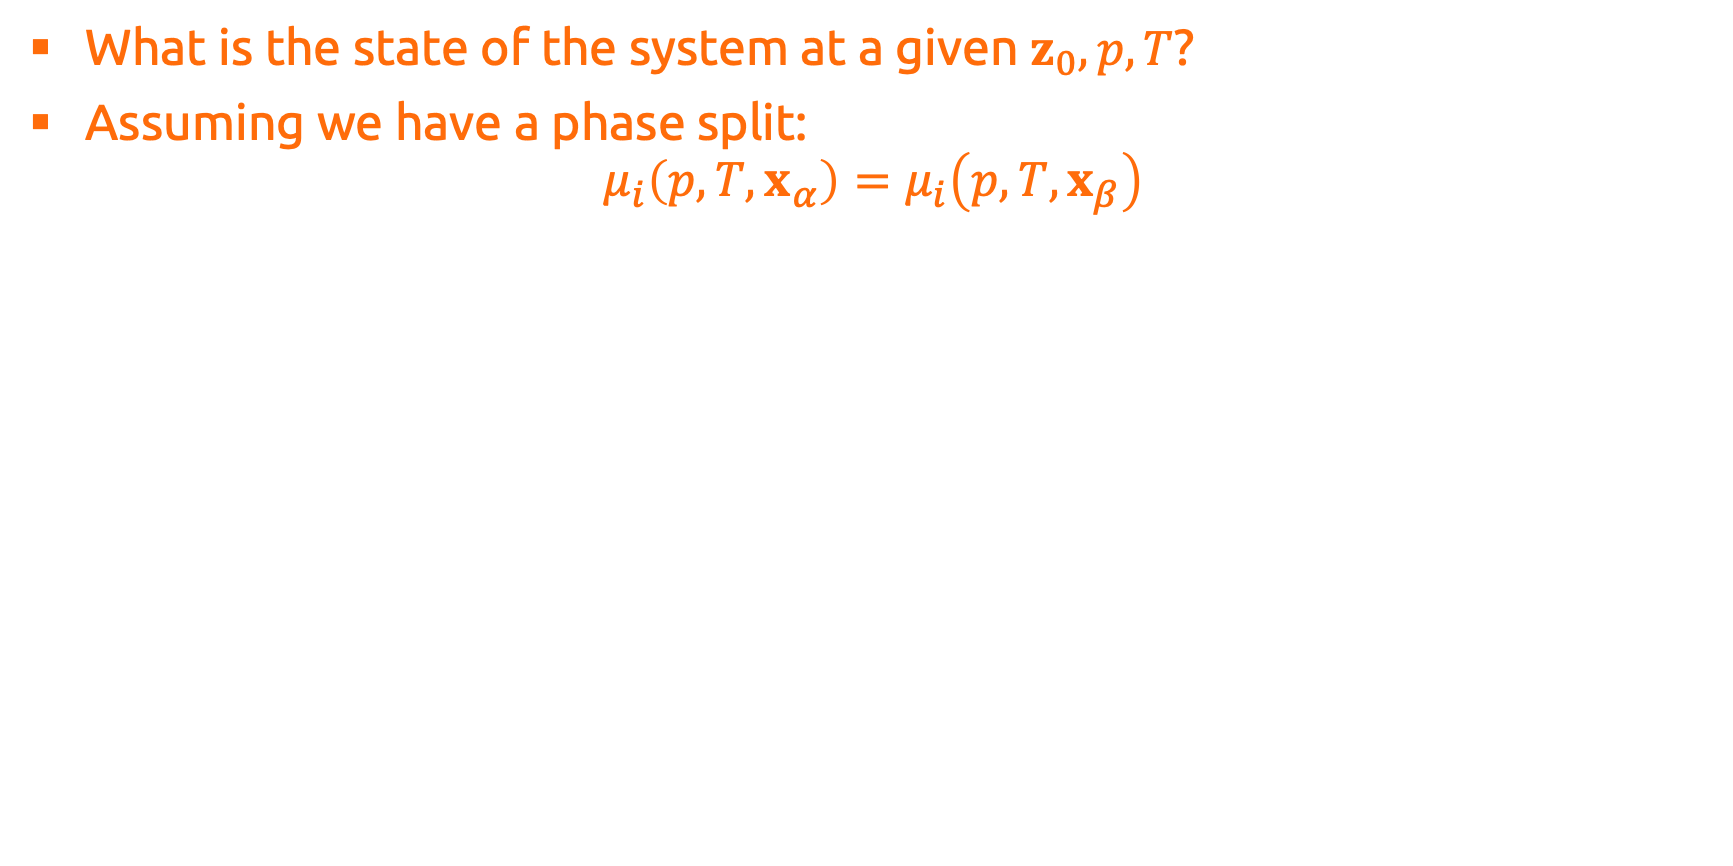 ▪ What is the state of the system at a given 𝐳₀, 𝑝, 𝑇?
▪ Assuming we have a phase split:
𝜇ᵢ(𝑝, 𝑇, 𝐱_α) = 𝜇ᵢ(𝑝, 𝑇, 𝐱_β)